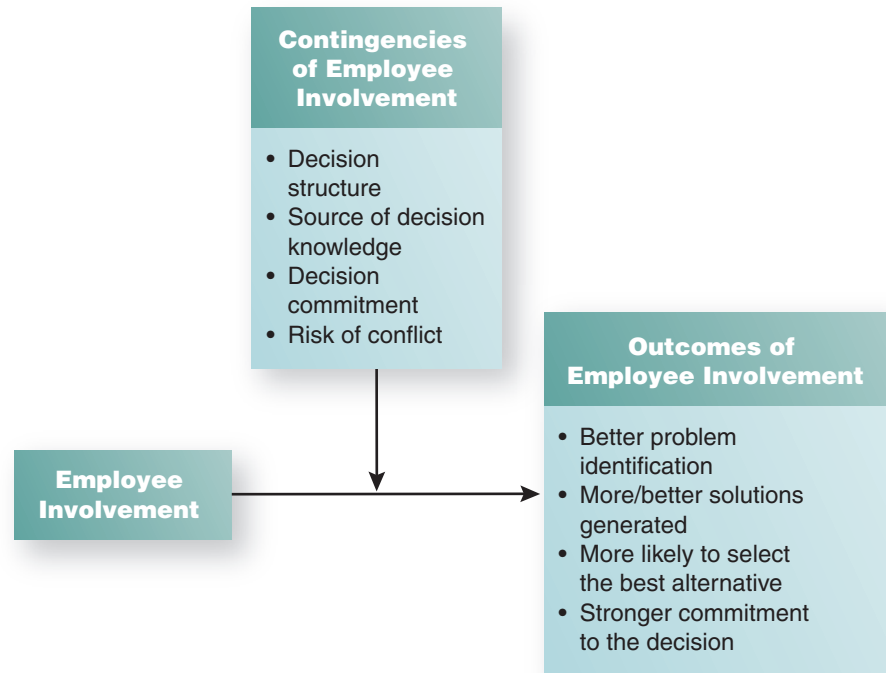 Contingencies
of Employee
Involvement
• Decision
structure
• Source of decision
knowledge
• Decision
commitment
• Risk of conflict
Employee
Involvement
Outcomes of
Employee Involvement
• Better problem
identification
• More/better solutions
generated
• More likely to select
the best alternative
• Stronger commitment
to the decision